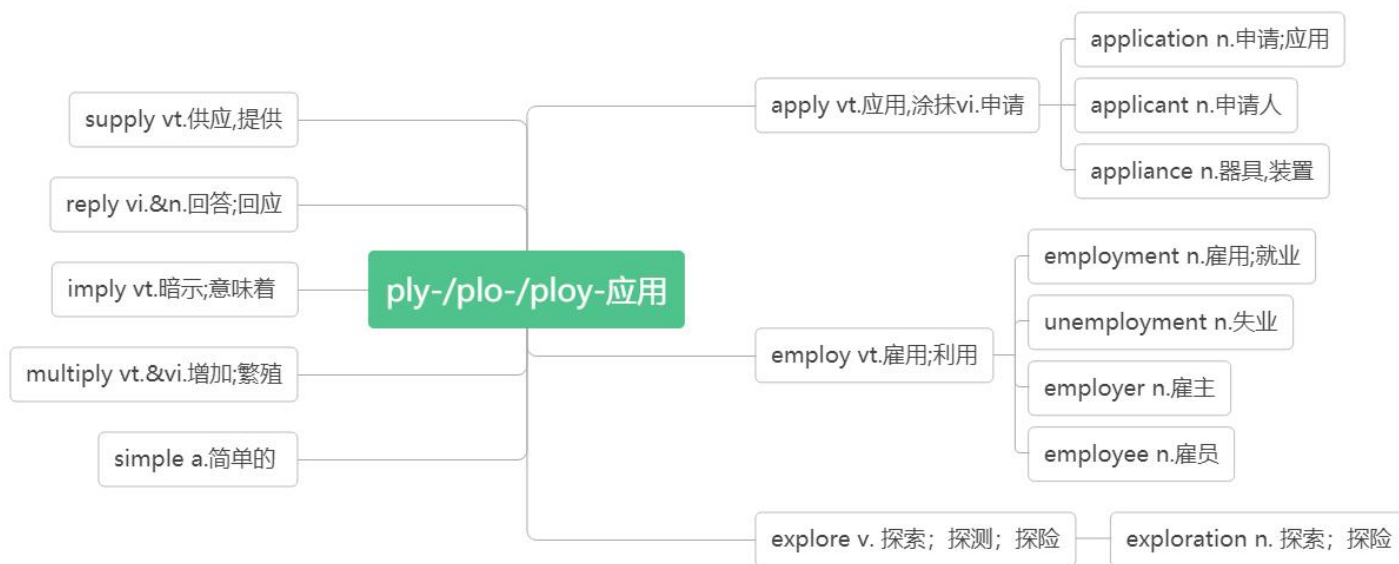 ply-/plo-/ploy-应用
supply vt.供应,提供
reply vi.&n.回答;回应
imply vt.暗示;意味着
multiply vt.&vi.增加;繁殖
simple a.简单的
apply vt.应用,涂抹vi.申请
application n.申请;应用
applicant n.申请人
appliance n.器具,装置
employ vt.雇用;利用
employment n.雇用;就业
unemployment n.失业
employer n.雇主
employee n.雇员
explore v. 探索；探测；探险
exploration n. 探索；探险